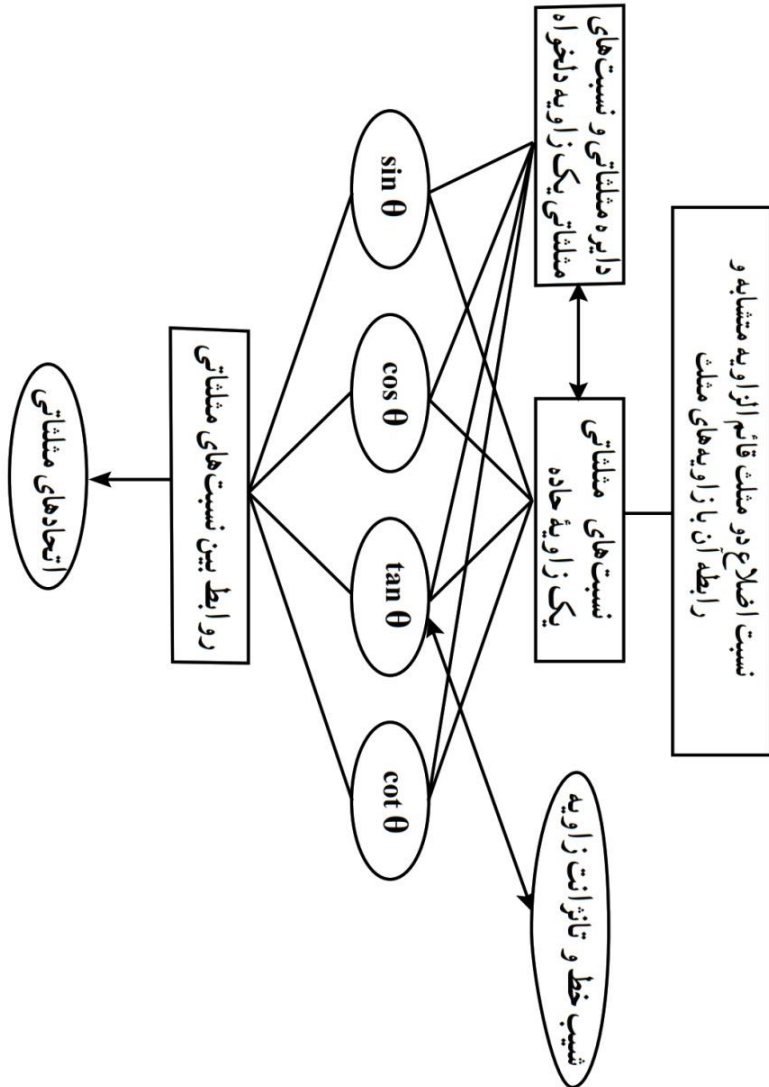 نسبت اضلاع دو مثلث قائم الزاویه متشابه و
رابطه آن با زاویه‌های مثلث
دایره مثلثاتی و نسبت‌های
مثلثاتی یک زاویه دلخواه
نسبت‌های مثلثاتی
یک زاویهٔ حاده
شیب خط و تانژانت زاویه
sin θ
cos θ
tan θ
cot θ
روابط بین نسبت‌های مثلثاتی
اتحادهای مثلثاتی